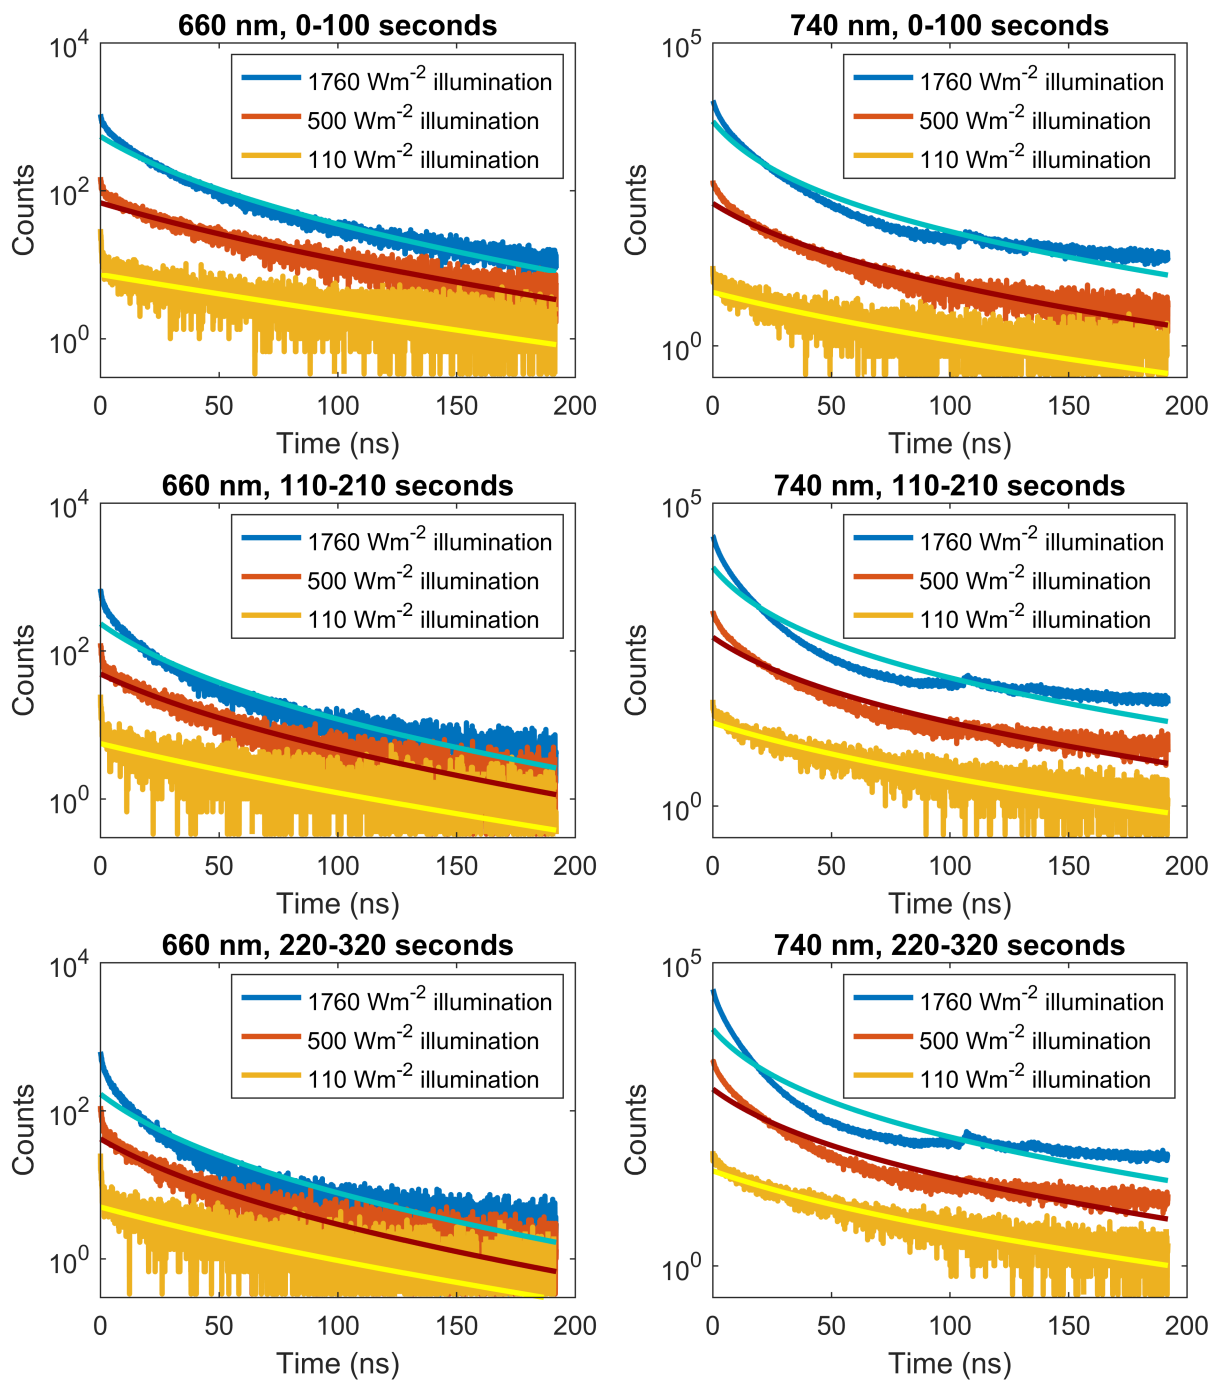 660 nm, 0-100 seconds
10^4
10^2
10^0
Counts
1760 Wm^-2 illumination
500 Wm^-2 illumination
110 Wm^-2 illumination
0 50 100 150 200
Time (ns)
740 nm, 0-100 seconds
10^5
10^0
Counts
1760 Wm^-2 illumination
500 Wm^-2 illumination
110 Wm^-2 illumination
0 50 100 150 200
Time (ns)
660 nm, 110-210 seconds
10^4
10^2
10^0
Counts
1760 Wm^-2 illumination
500 Wm^-2 illumination
110 Wm^-2 illumination
0 50 100 150 200
Time (ns)
740 nm, 110-210 seconds
10^5
10^0
Counts
1760 Wm^-2 illumination
500 Wm^-2 illumination
110 Wm^-2 illumination
0 50 100 150 200
Time (ns)
660 nm, 220-320 seconds
10^4
10^2
10^0
Counts
1760 Wm^-2 illumination
500 Wm^-2 illumination
110 Wm^-2 illumination
0 50 100 150 200
Time (ns)
740 nm, 220-320 seconds
10^5
10^0
Counts
1760 Wm^-2 illumination
500 Wm^-2 illumination
110 Wm^-2 illumination
0 50 100 150 200
Time (ns)